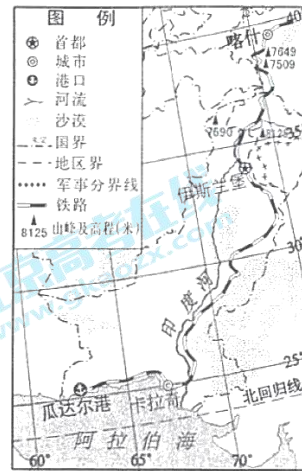 图 例
首都
城市
港口
河流
沙漠
国界
地区界
军事分界线
铁路
8125 山峰及高程(米)
40°
喀什
7649
7509
7690
8125
35°
伊斯兰堡
30°
印度河
25°
瓜达尔港
卡拉奇
北回归线
阿拉伯海
60°
65°
70°